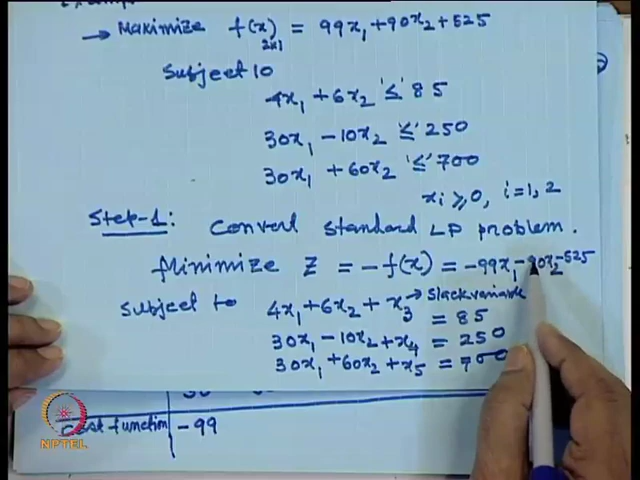 → Maximize f(x) = 99x₁ + 90x₂ + 525
2x1
Subject to
4x₁ + 6x₂ '≤' 85
30x₁ - 10x₂ '≤' 250
30x₁ + 60x₂ '≤' 700
xi ≥ 0, i = 1, 2
Step-1: Convert Standard LP problem.
Minimize Z = -f(x) = -99x₁ - 90x₂ - 525
Subject to 4x₁ + 6x₂ + x₃ → Slack variable = 85
30x₁ - 10x₂ + x₄ = 250
30x₁ + 60x₂ + x₅ = 700
Cost function -99
NPTEL